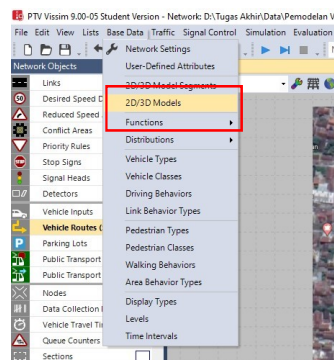 PTV Vissim 9.00-05 Student Version - Network: D:\Tugas Akhir\Data\Pemodelan V
File Edit View Lists Base Data Traffic Signal Control Simulation Evaluation
Network Objects
Links
50 Desired Speed D
Reduced Speed
Conflict Areas
Priority Rules
Stop Signs
Signal Heads
Detectors
Vehicle Inputs
Vehicle Routes (
P Parking Lots
Public Transport
Public Transport
Nodes
Data Collection
Vehicle Travel Ti
Queue Counters
Sections
Network Settings
User-Defined Attributes
2D/3D Model Segments
2D/3D Models
Functions
Distributions
Vehicle Types
Vehicle Classes
Driving Behaviors
Link Behavior Types
Pedestrian Types
Pedestrian Classes
Walking Behaviors
Area Behavior Types
Display Types
Levels
Time Intervals